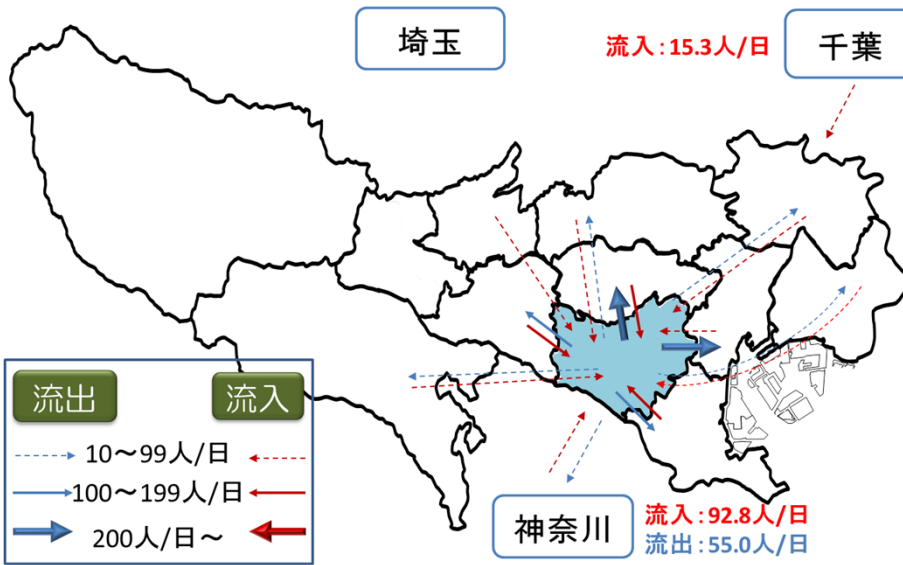 埼玉
流入：15.3人/日
千葉
流出
流入
10～99人/日
100～199人/日
200人/日～
神奈川
流入：92.8人/日
流出：55.0人/日